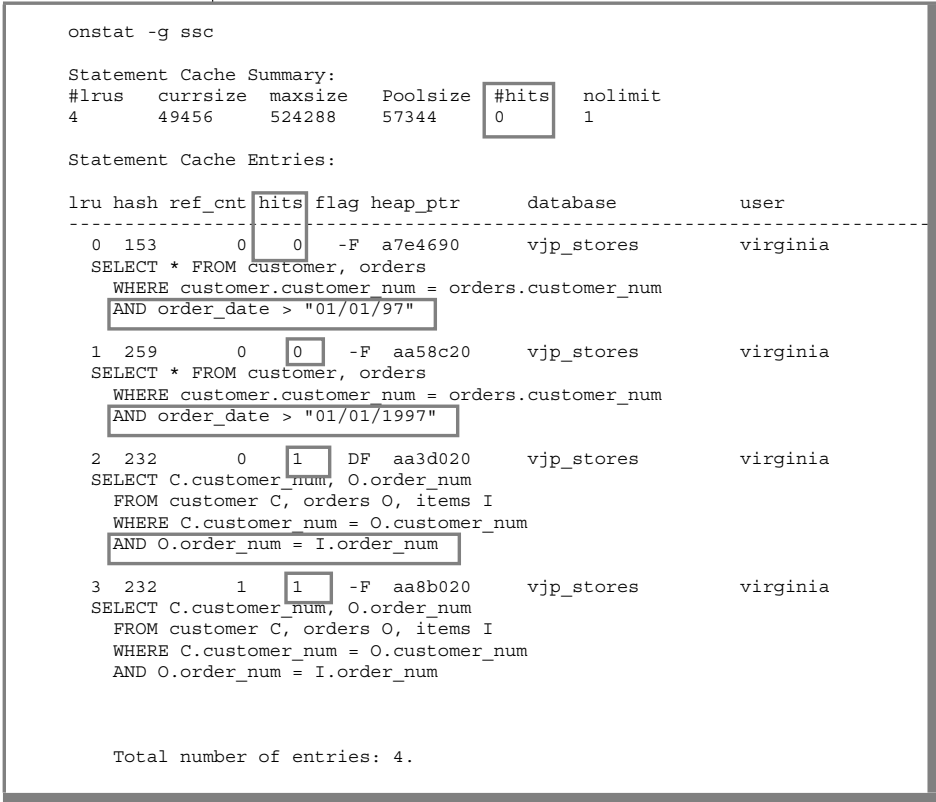 onstat -g ssc
Statement Cache Summary:
#lrus currsize maxsize Poolsize #hits nolimit
4 49456 524288 57344 0 1
Statement Cache Entries:
lru hash ref_cnt hits flag heap_ptr database user
--------------------------------------------------------------------------------
0 153 0 0 -F a7e4690 vjp_stores virginia
SELECT * FROM customer, orders
WHERE customer.customer_num = orders.customer_num
AND order_date > "01/01/97"
1 259 0 0 -F aa58c20 vjp_stores virginia
SELECT * FROM customer, orders
WHERE customer.customer_num = orders.customer_num
AND order_date > "01/01/1997"
2 232 0 1 DF aa3d020 vjp_stores virginia
SELECT C.customer_num, O.order_num
FROM customer C, orders O, items I
WHERE C.customer_num = O.customer_num
AND O.order_num = I.order_num
3 232 1 1 -F aa8b020 vjp_stores virginia
SELECT C.customer_num, O.order_num
FROM customer C, orders O, items I
WHERE C.customer_num = O.customer_num
AND O.order_num = I.order_num
Total number of entries: 4.